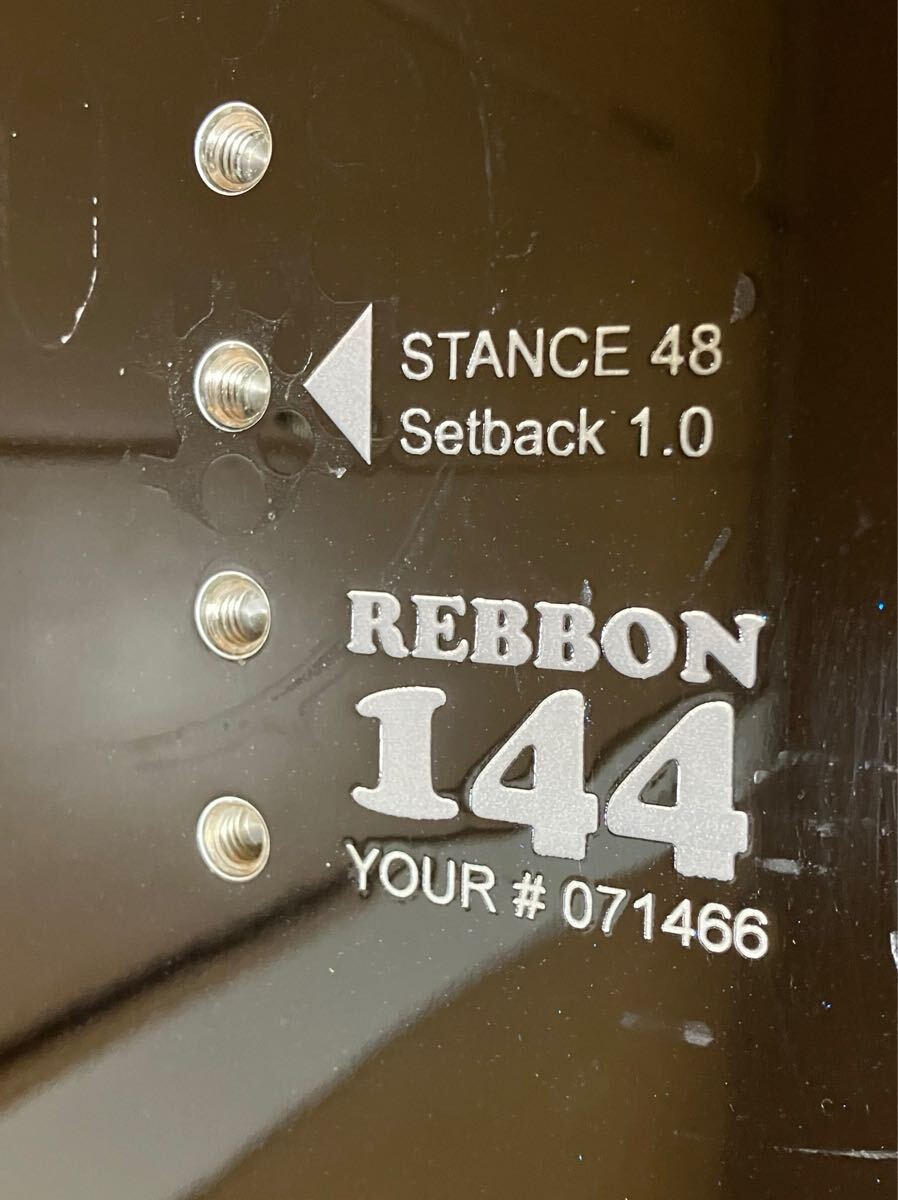 STANCE 48
Setback 1.0
REBBON
144
YOUR # 071466